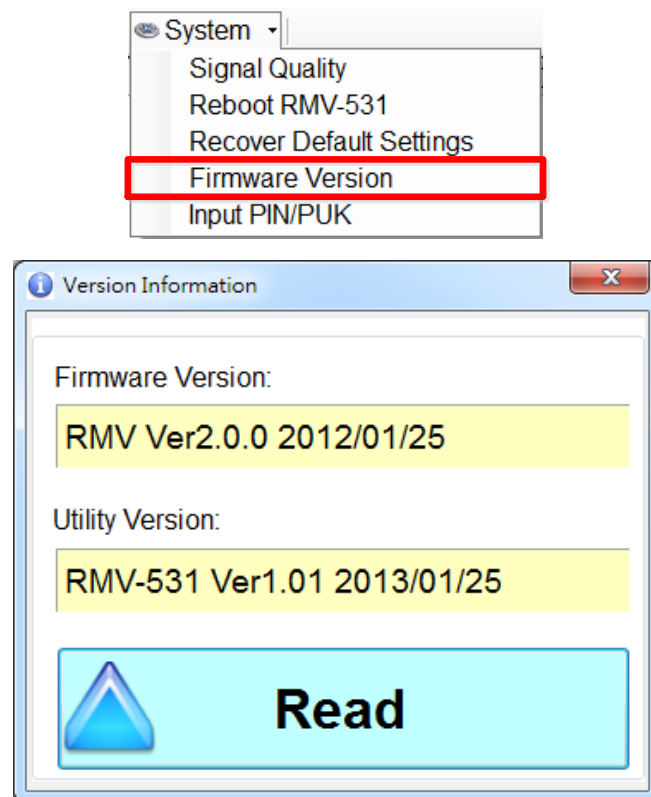 System
Signal Quality
Reboot RMV-531
Recover Default Settings
Firmware Version
Input PIN/PUK
Version Information
Firmware Version:
RMV Ver2.0.0 2012/01/25
Utility Version:
RMV-531 Ver1.01 2013/01/25
Read